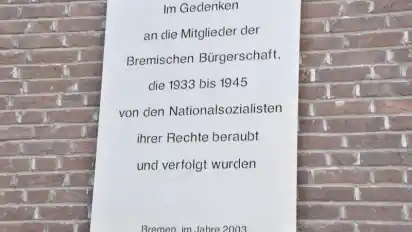 Im Gedenken
an die Mitglieder der
Bremischen Bürgerschaft,
die 1933 bis 1945
von den Nationalsozialisten
ihrer Rechte beraubt
und verfolgt wurden
Bremen, im Jahre 2003